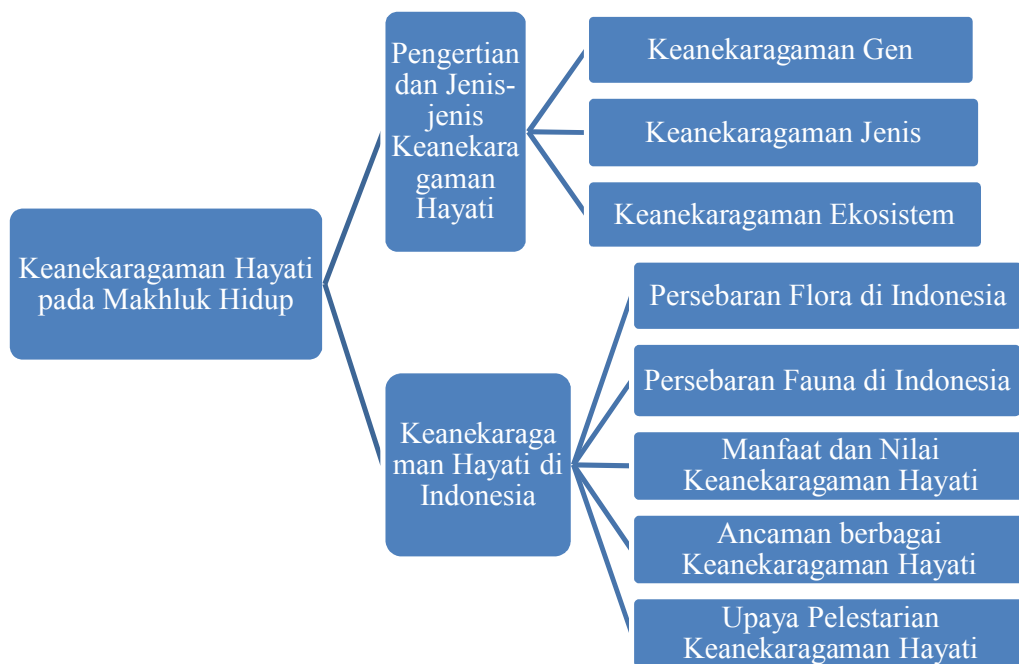 Keanekaragaman Hayati
pada Makhluk Hidup
Pengertian
dan Jenis-
jenis
Keanekara
gaman
Hayati
Keanekaragaman Gen
Keanekaragaman Jenis
Keanekaragaman Ekosistem
Keanekaraga
man Hayati di
Indonesia
Persebaran Flora di Indonesia
Persebaran Fauna di Indonesia
Manfaat dan Nilai
Keanekaragaman Hayati
Ancaman berbagai
Keanekaragaman Hayati
Upaya Pelestarian
Keanekaragaman Hayati